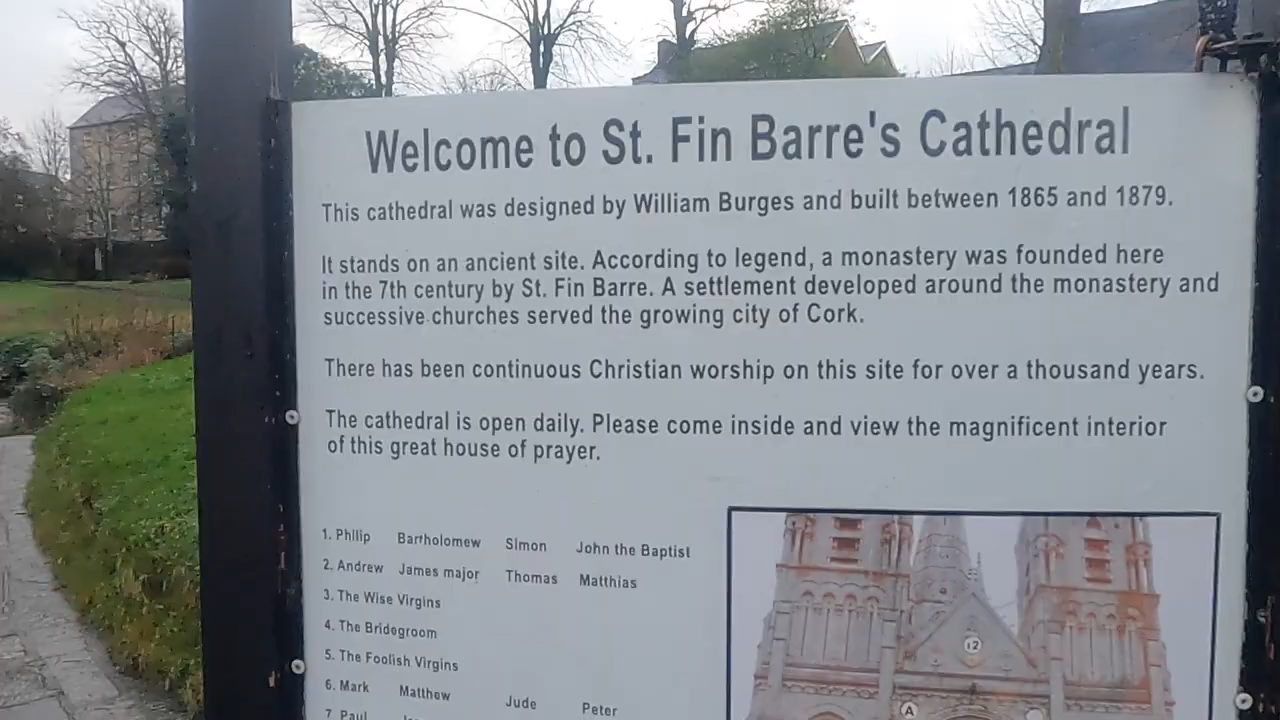 Welcome to St. Fin Barre's Cathedral
This cathedral was designed by William Burges and built between 1865 and 1879.
It stands on an ancient site. According to legend, a monastery was founded here
in the 7th century by St. Fin Barre. A settlement developed around the monastery and
successive churches served the growing city of Cork.
There has been continuous Christian worship on this site for over a thousand years.
The cathedral is open daily. Please come inside and view the magnificent interior
of this great house of prayer.
1. Philip Bartholomew Simon John the Baptist
2. Andrew James major Thomas Matthias
3. The Wise Virgins
4. The Bridegroom
5. The Foolish Virgins
6. Mark Matthew Jude Peter
7 Paul
12
A